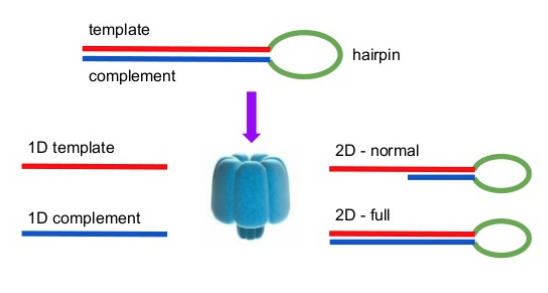 template
hairpin
complement
1D template
2D - normal
1D complement
2D - full